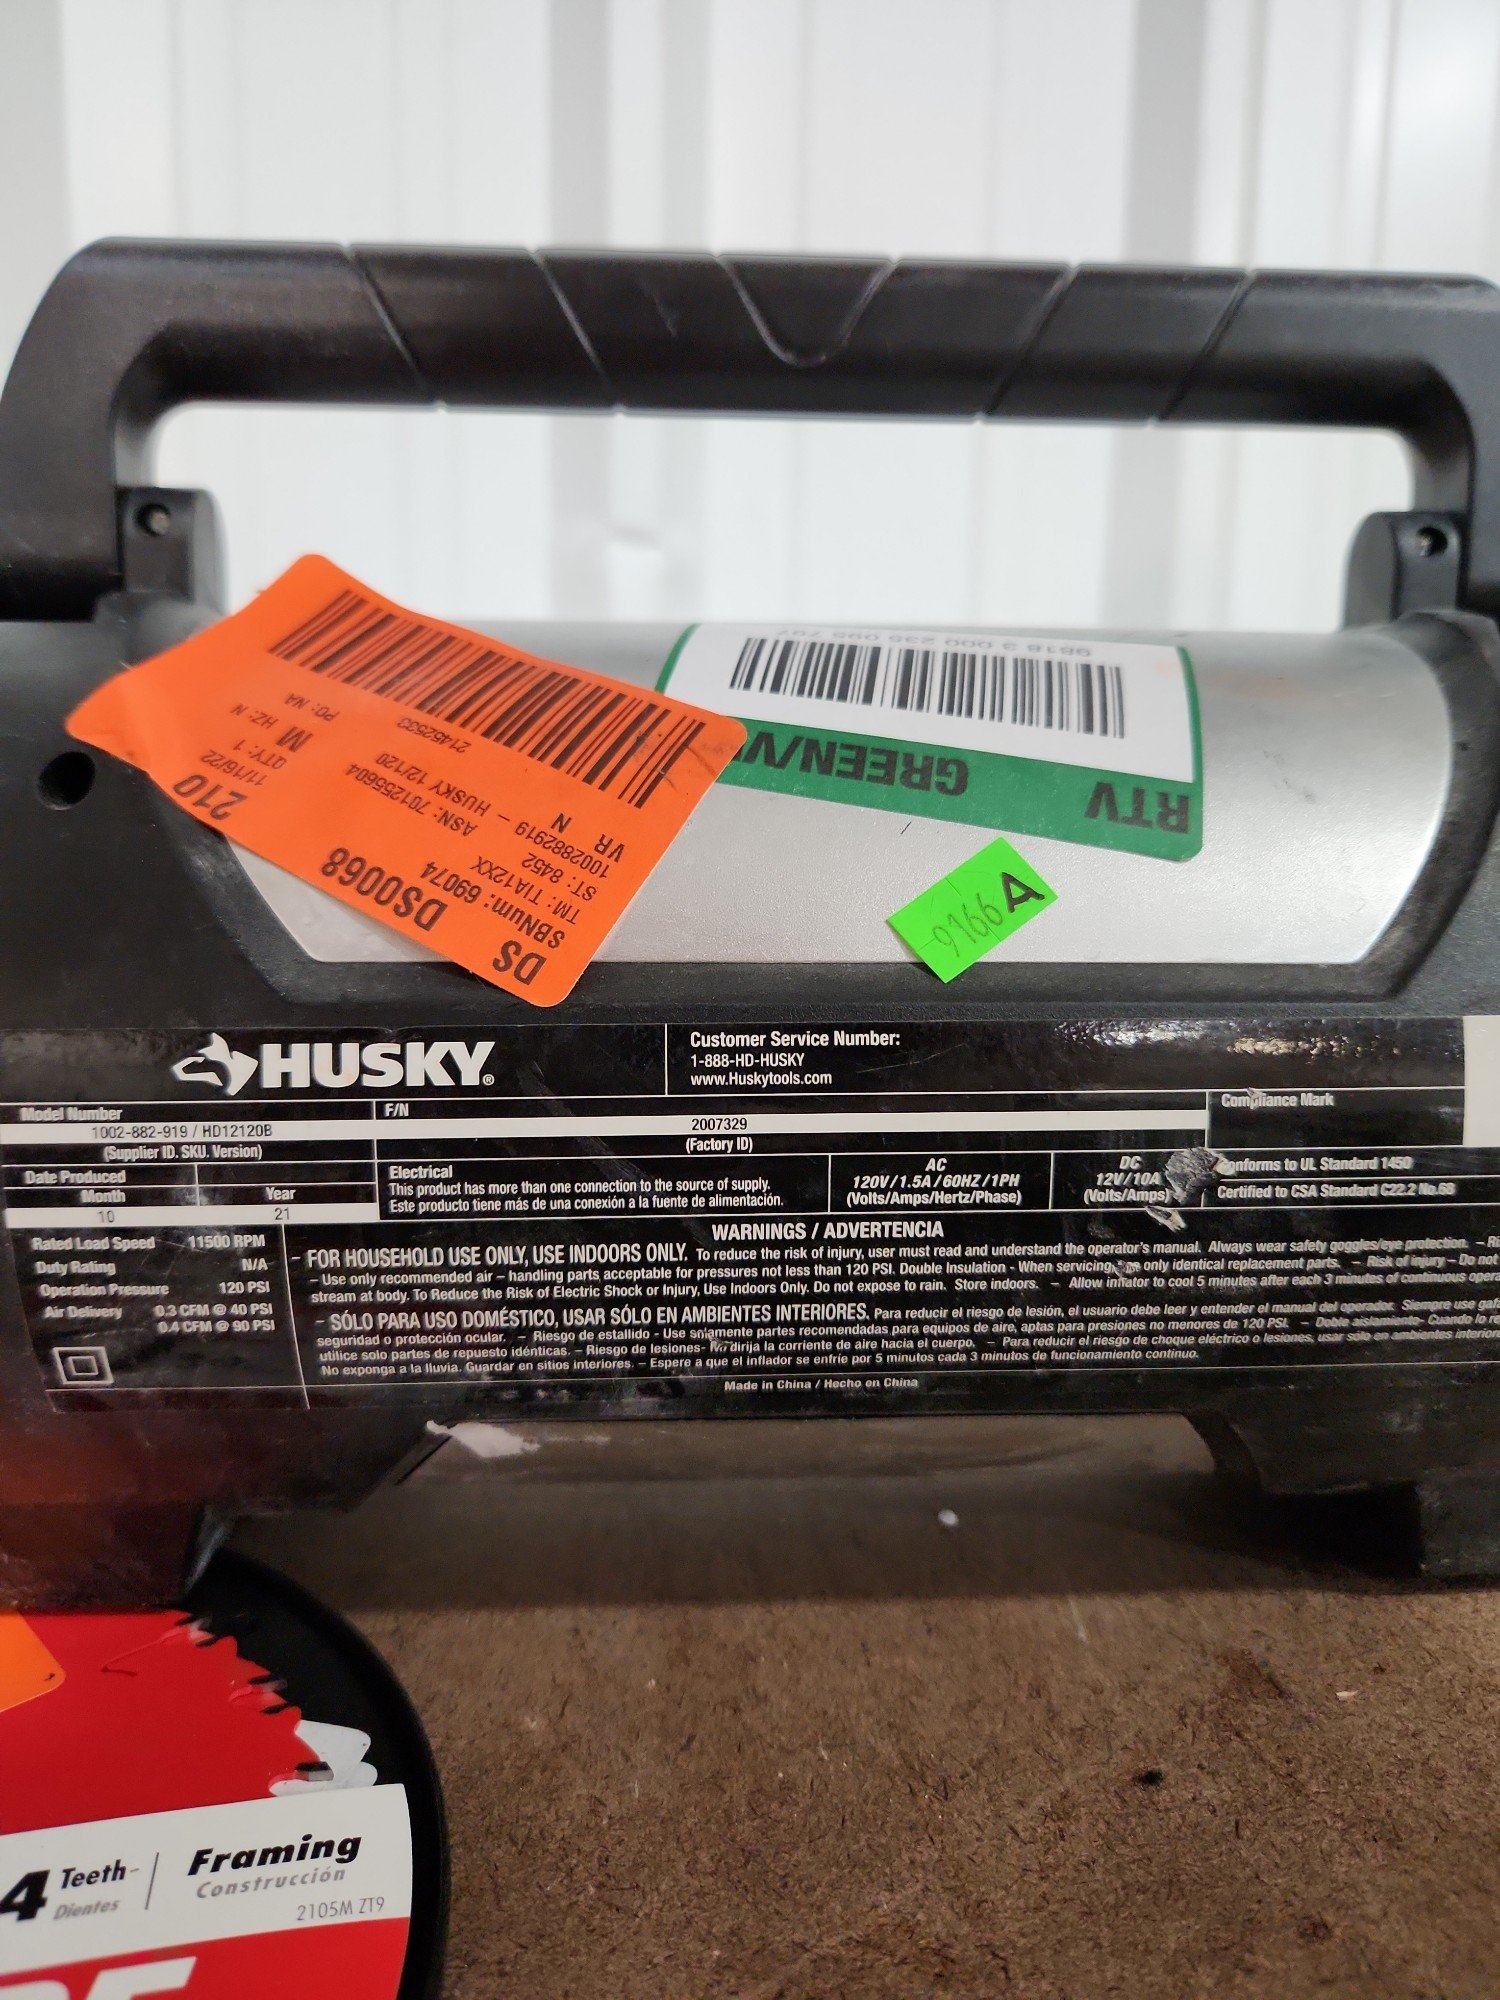 9818 3 000 235 095 797
RTV
GREEN/V
DS DS0068 210
SBNum: 69074 11/16/22
TM: TIA12XX ASN: 701255604 QTY: 1 M HZ: N
ST: 8452 PO: NA
1002882919 – HUSKY 12/120
VR N 214525233
9166 A
HUSKY®
Customer Service Number:
1-888-HD-HUSKY
www.Huskytools.com
Model Number
1002-882-919 / HD12120B
(Supplier ID. SKU. Version)
F/N
2007329
(Factory ID)
Compliance Mark
Date Produced
Month Year
10 21
Electrical
This product has more than one connection to the source of supply.
Este producto tiene más de una conexión a la fuente de alimentación.
AC
120V/1.5A/60HZ/1PH
(Volts/Amps/Hertz/Phase)
DC
12V/10A
(Volts/Amps)
onforms to UL Standard 1450
Certified to CSA Standard C22.2 No.68
Rated Load Speed 11500 RPM
Duty Rating N/A
Operation Pressure 120 PSI
Air Delivery 0.3 CFM @ 40 PSI
0.4 CFM @ 90 PSI
WARNINGS / ADVERTENCIA
– FOR HOUSEHOLD USE ONLY, USE INDOORS ONLY. To reduce the risk of injury, user must read and understand the operator's manual. Always wear safety goggles/eye protection. – Ri
– Use only recommended air – handling parts acceptable for pressures not less than 120 PSI. Double Insulation - When servicing use only identical replacement parts. – Risk of injury – Do not
stream at body. To Reduce the Risk of Electric Shock or Injury, Use Indoors Only. Do not expose to rain. Store indoors. – Allow inflator to cool 5 minutes after each 3 minutes of continuous opera
– SÓLO PARA USO DOMÉSTICO, USAR SÓLO EN AMBIENTES INTERIORES. Para reducir el riesgo de lesión, el usuario debe leer y entender el manual del operador. Siempre use gafa
seguridad o protección ocular. – Riesgo de estallido - Use solamente partes recomendadas para equipos de aire, aptas para presiones no menores de 120 PSI. – Doble aislamiento- Cuando lo re
utilice solo partes de repuesto idénticas. – Riesgo de lesiones- No dirija la corriente de aire hacia el cuerpo. – Para reducir el riesgo de choque eléctrico o lesiones, usar sólo en ambientes interior
No exponga a la lluvia. Guardar en sitios interiores. – Espere a que el inflador se enfríe por 5 minutos cada 3 minutos de funcionamiento continuo.
Made in China / Hecho en China
4 Teeth- Framing
Dientes Construcción
2105M ZT9